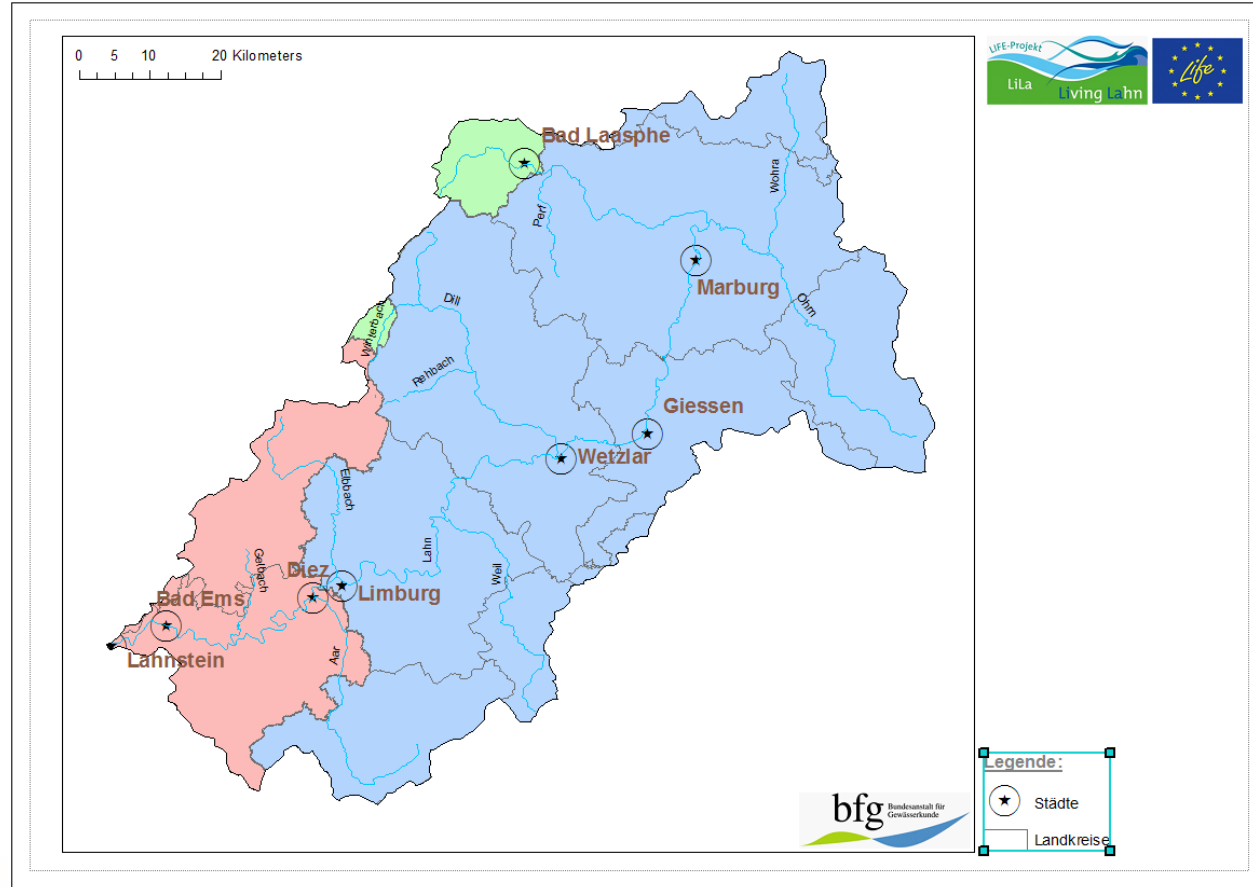 0 5 10 20 Kilometers
LIFE-Projekt
LiLa
Living Lahn
Life
Bad Laasphe
Wohra
Perf
Marburg
Dill
Ohm
Winterbach
Rehbach
Giessen
Wetzlar
Elbbach
Lahn
Gelbach
Weil
Diez
Limburg
Bad Ems
Lahnstein
Aar
bfg
Bundesanstalt für
Gewässerkunde
Legende:
Städte
Landkreise